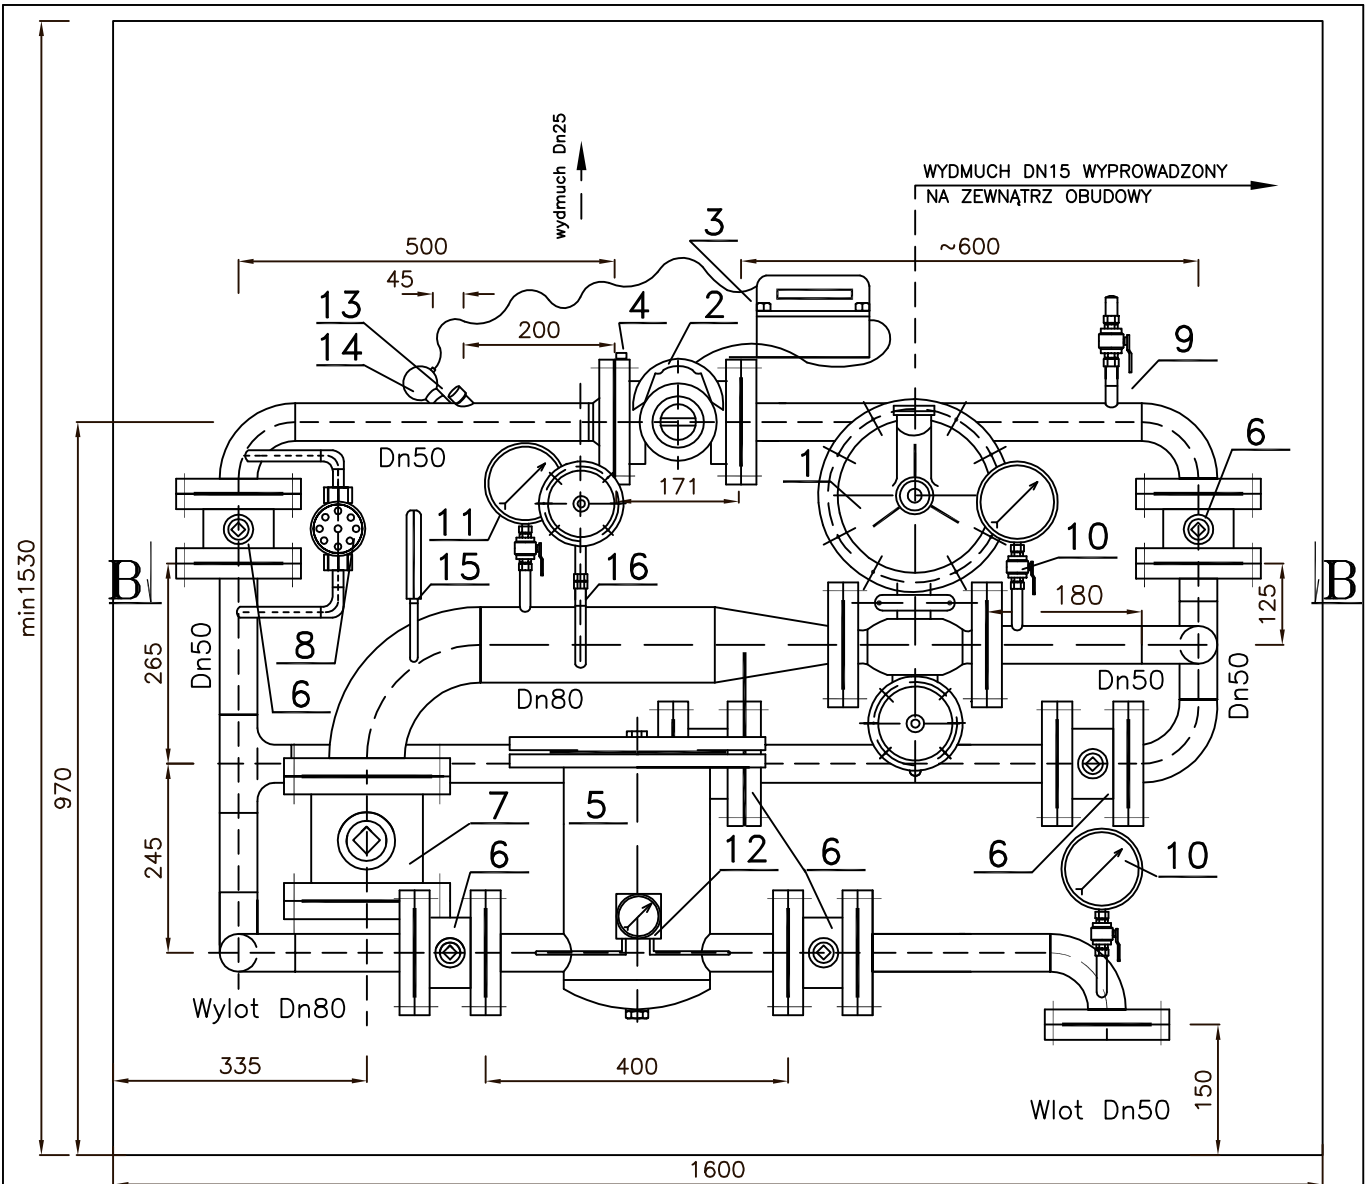 wydmuch Dn25
WYDMUCH DN15 WYPROWADZONY
NA ZEWNĄTRZ OBUDOWY
3
500
~600
45
13
4
2
200
9
14
6
Dn50
1
171
11
10
15
16
B
B
min1530
180
125
8
265
Dn50
6
Dn80
Dn50
Dn50
970
7
5
245
6
12
6
6
10
Wylot Dn80
335
400
150
Wlot Dn50
1600